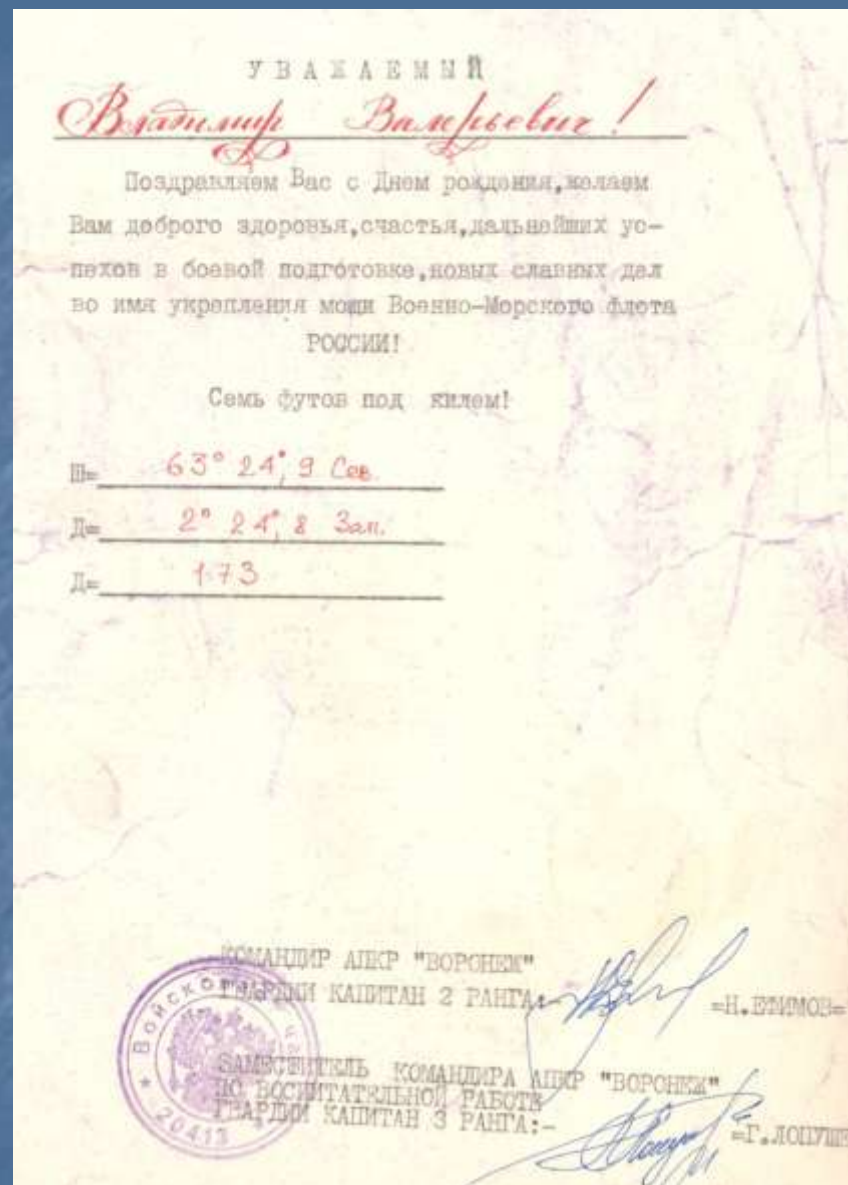 УВАЖАЕМЫЙ
Владимир Валерьевич!
Поздравляем Вас с Днем рождения,желаем
Вам доброго здоровья,счастья,дальнейших ус-
пехов в боевой подготовке,новых славных дел
во имя укрепления мощи Военно-Морского флота
РОССИИ!
Семь футов под килем!
Ш= 63° 24', 9 Сев.
Д= 2° 24', 8 Зап.
Д= 173
КОМАНДИР АПКР "ВОРОНЕЖ"
ГВАРДИИ КАПИТАН 2 РАНГА: =Н.ЕФИМОВ=
ЗАМЕСТИТЕЛЬ КОМАНДИРА АПКР "ВОРОНЕЖ"
ПО ВОСПИТАТЕЛЬНОЙ РАБОТЕ
ГВАРДИИ КАПИТАН 3 РАНГА:- =Г.ЛОПУШЕ
Войсковая ча
20413